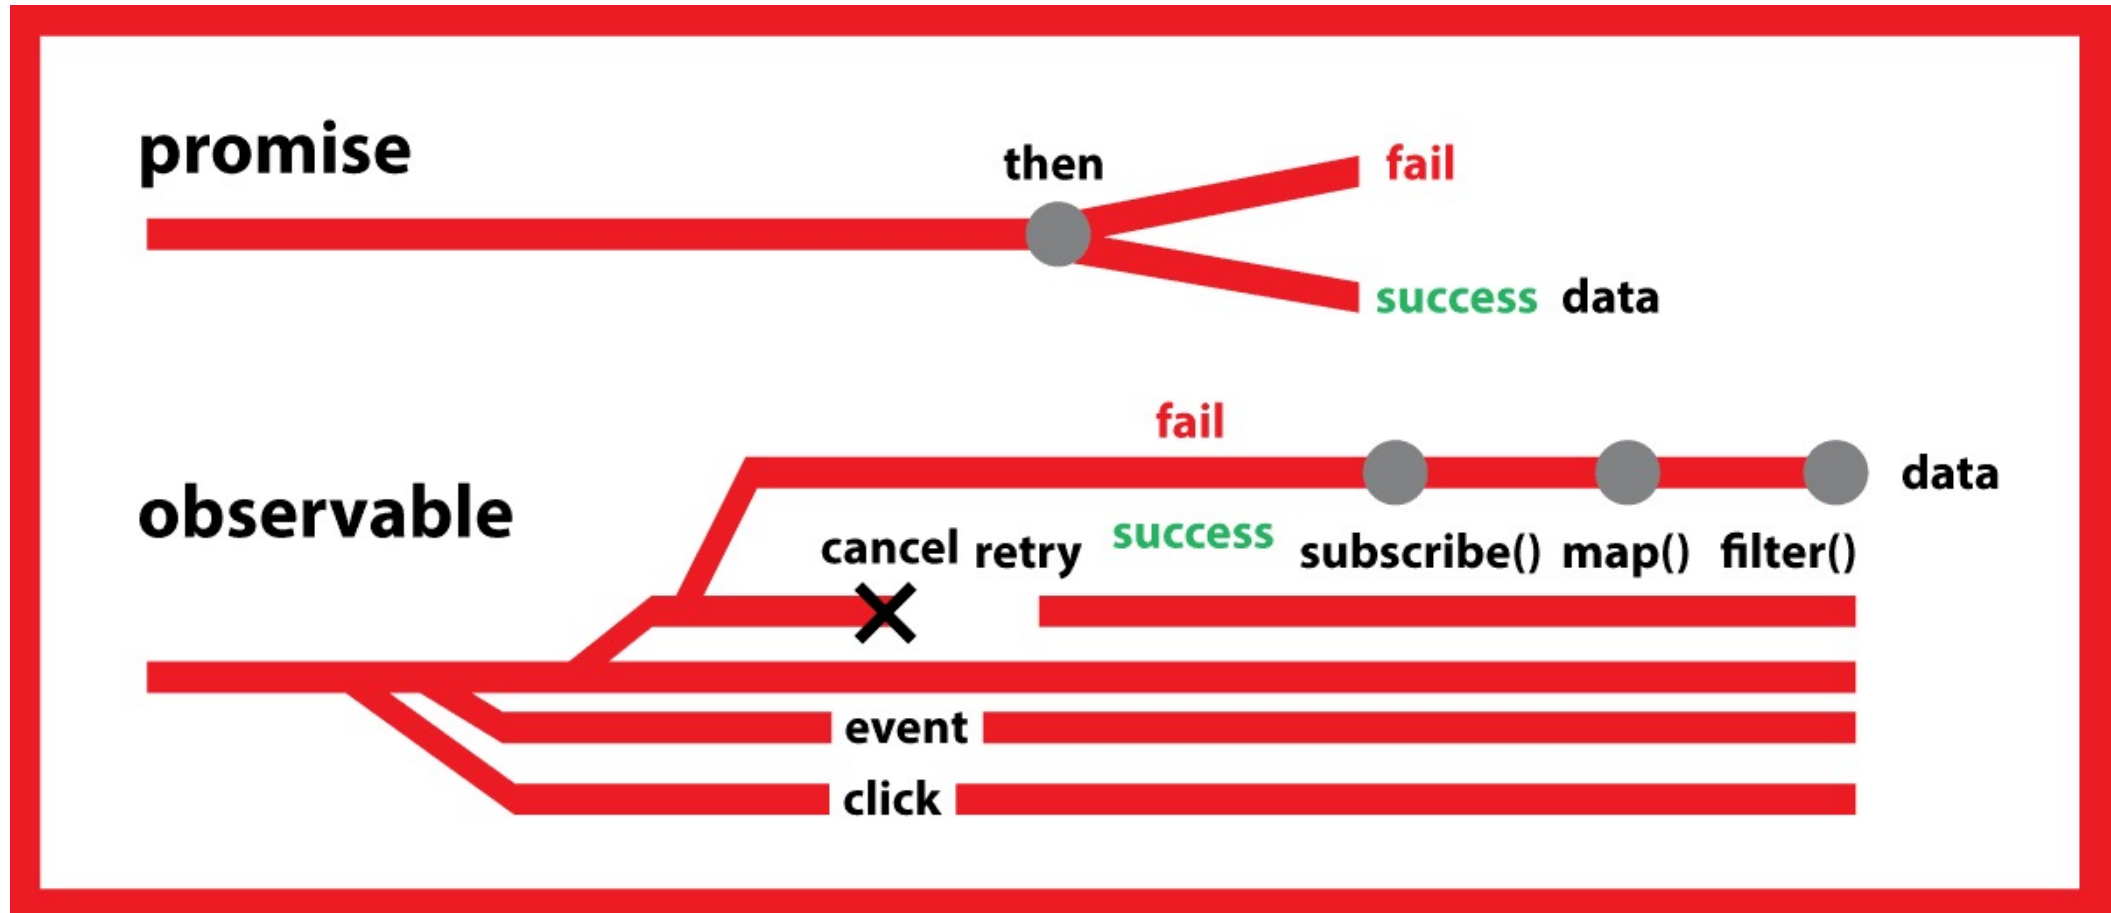 promise
then
fail
success data
observable
fail
data
cancel retry success subscribe() map() filter()
event
click